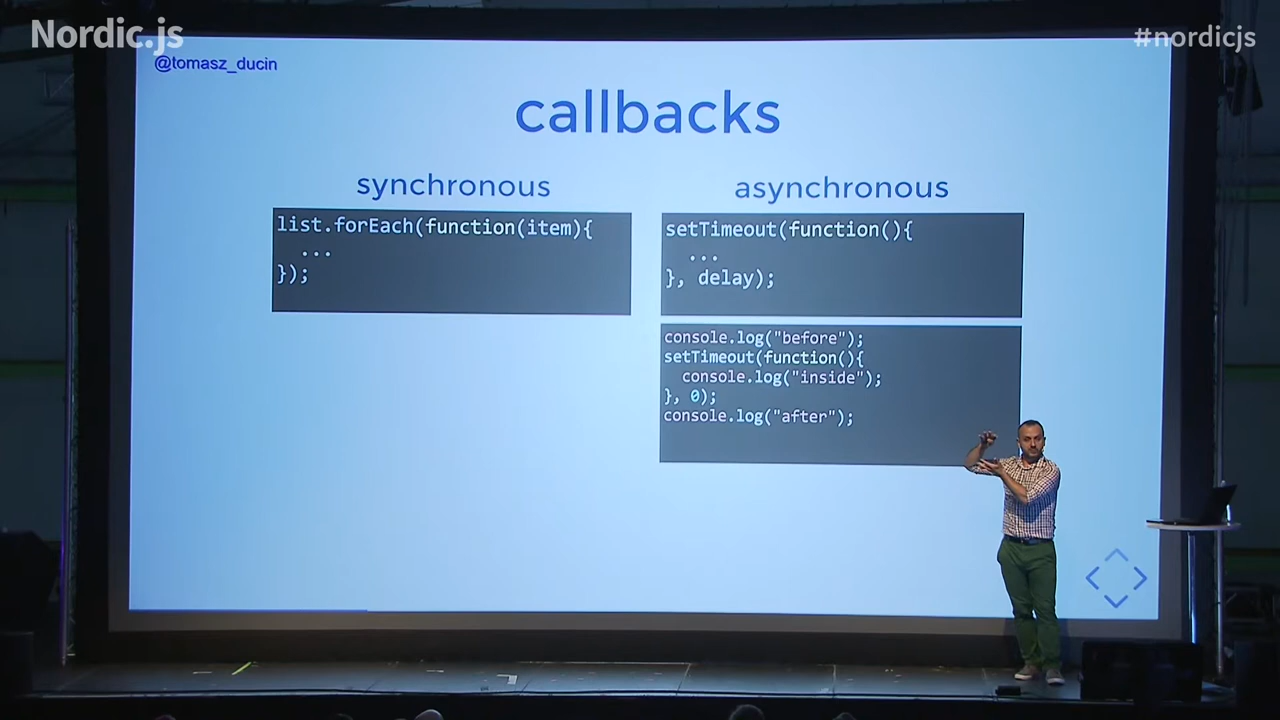 Nordic.js
#nordicjs
@tomasz_ducin
callbacks
synchronous
list.forEach(function(item){
...
});
asynchronous
setTimeout(function(){
...
}, delay);
console.log("before");
setTimeout(function(){
console.log("inside");
}, 0);
console.log("after");